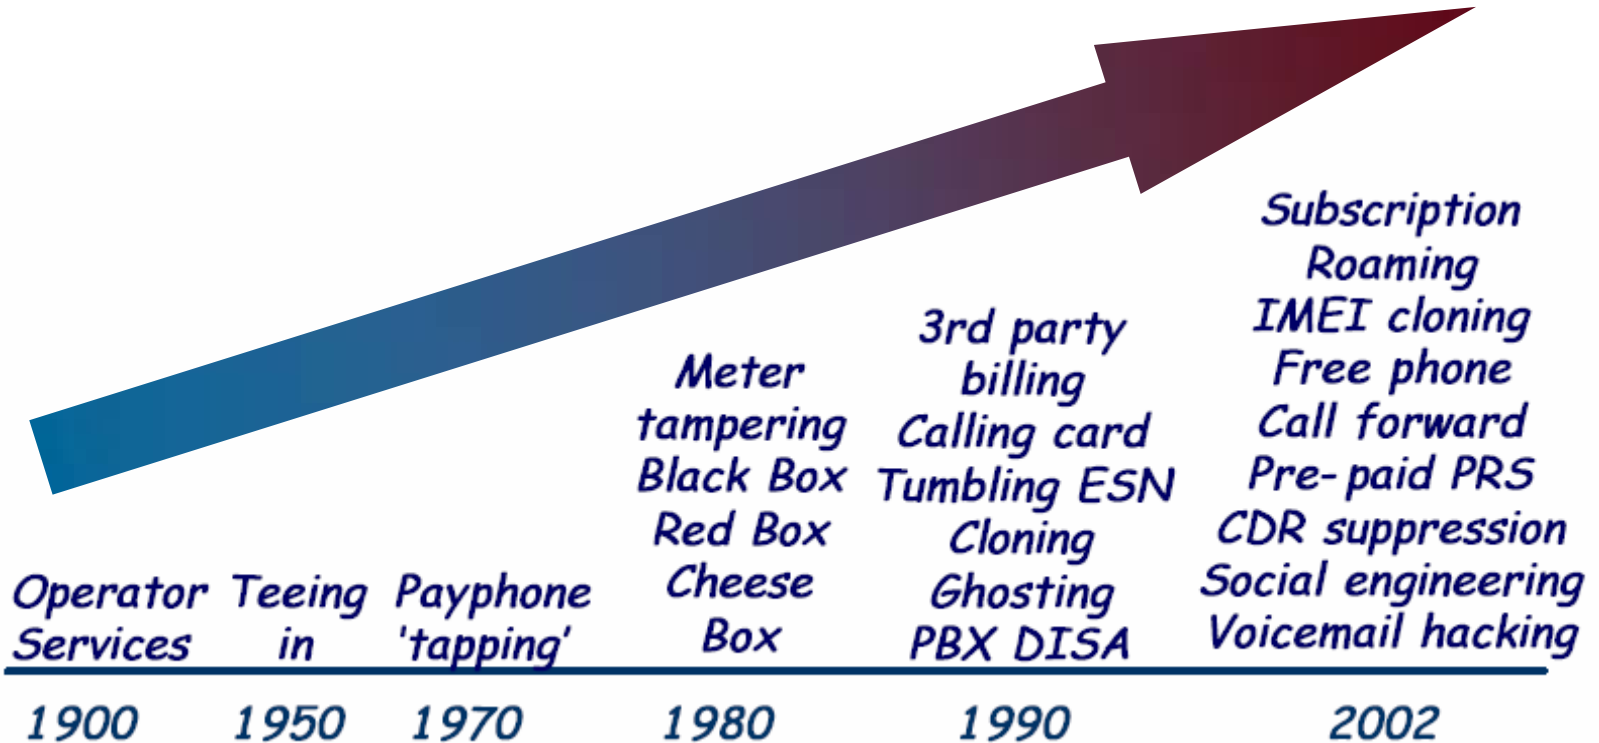 Operator
Services
Teeing
in
Payphone
'tapping'
Meter
tampering
Black Box
Red Box
Cheese
Box
3rd party
billing
Calling card
Tumbling ESN
Cloning
Ghosting
PBX DISA
Subscription
Roaming
IMEI cloning
Free phone
Call forward
Pre-paid PRS
CDR suppression
Social engineering
Voicemail hacking
1900
1950
1970
1980
1990
2002